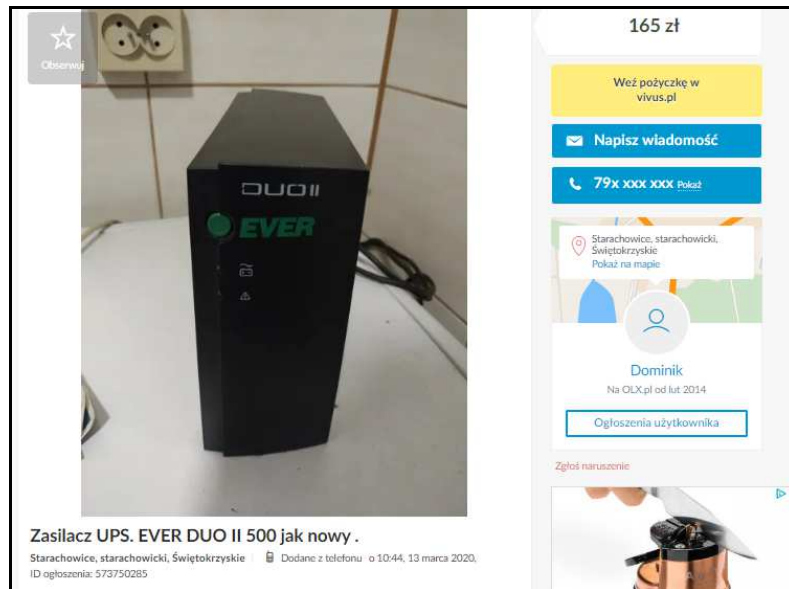 Obserwuj
DUO II
EVER
165 zł
Weź pożyczkę w
vivus.pl
Napisz wiadomość
79x xxx xxx Pokaż
Starachowice, starachowicki,
Świętokrzyskie
Pokaż na mapie
Dominik
Na OLX.pl od lut 2014
Ogłoszenia użytkownika
Zgłoś naruszenie
Zasilacz UPS. EVER DUO II 500 jak nowy .
Starachowice, starachowicki, Świętokrzyskie Dodane z telefonu o 10:44, 13 marca 2020,
ID ogłoszenia: 573750285